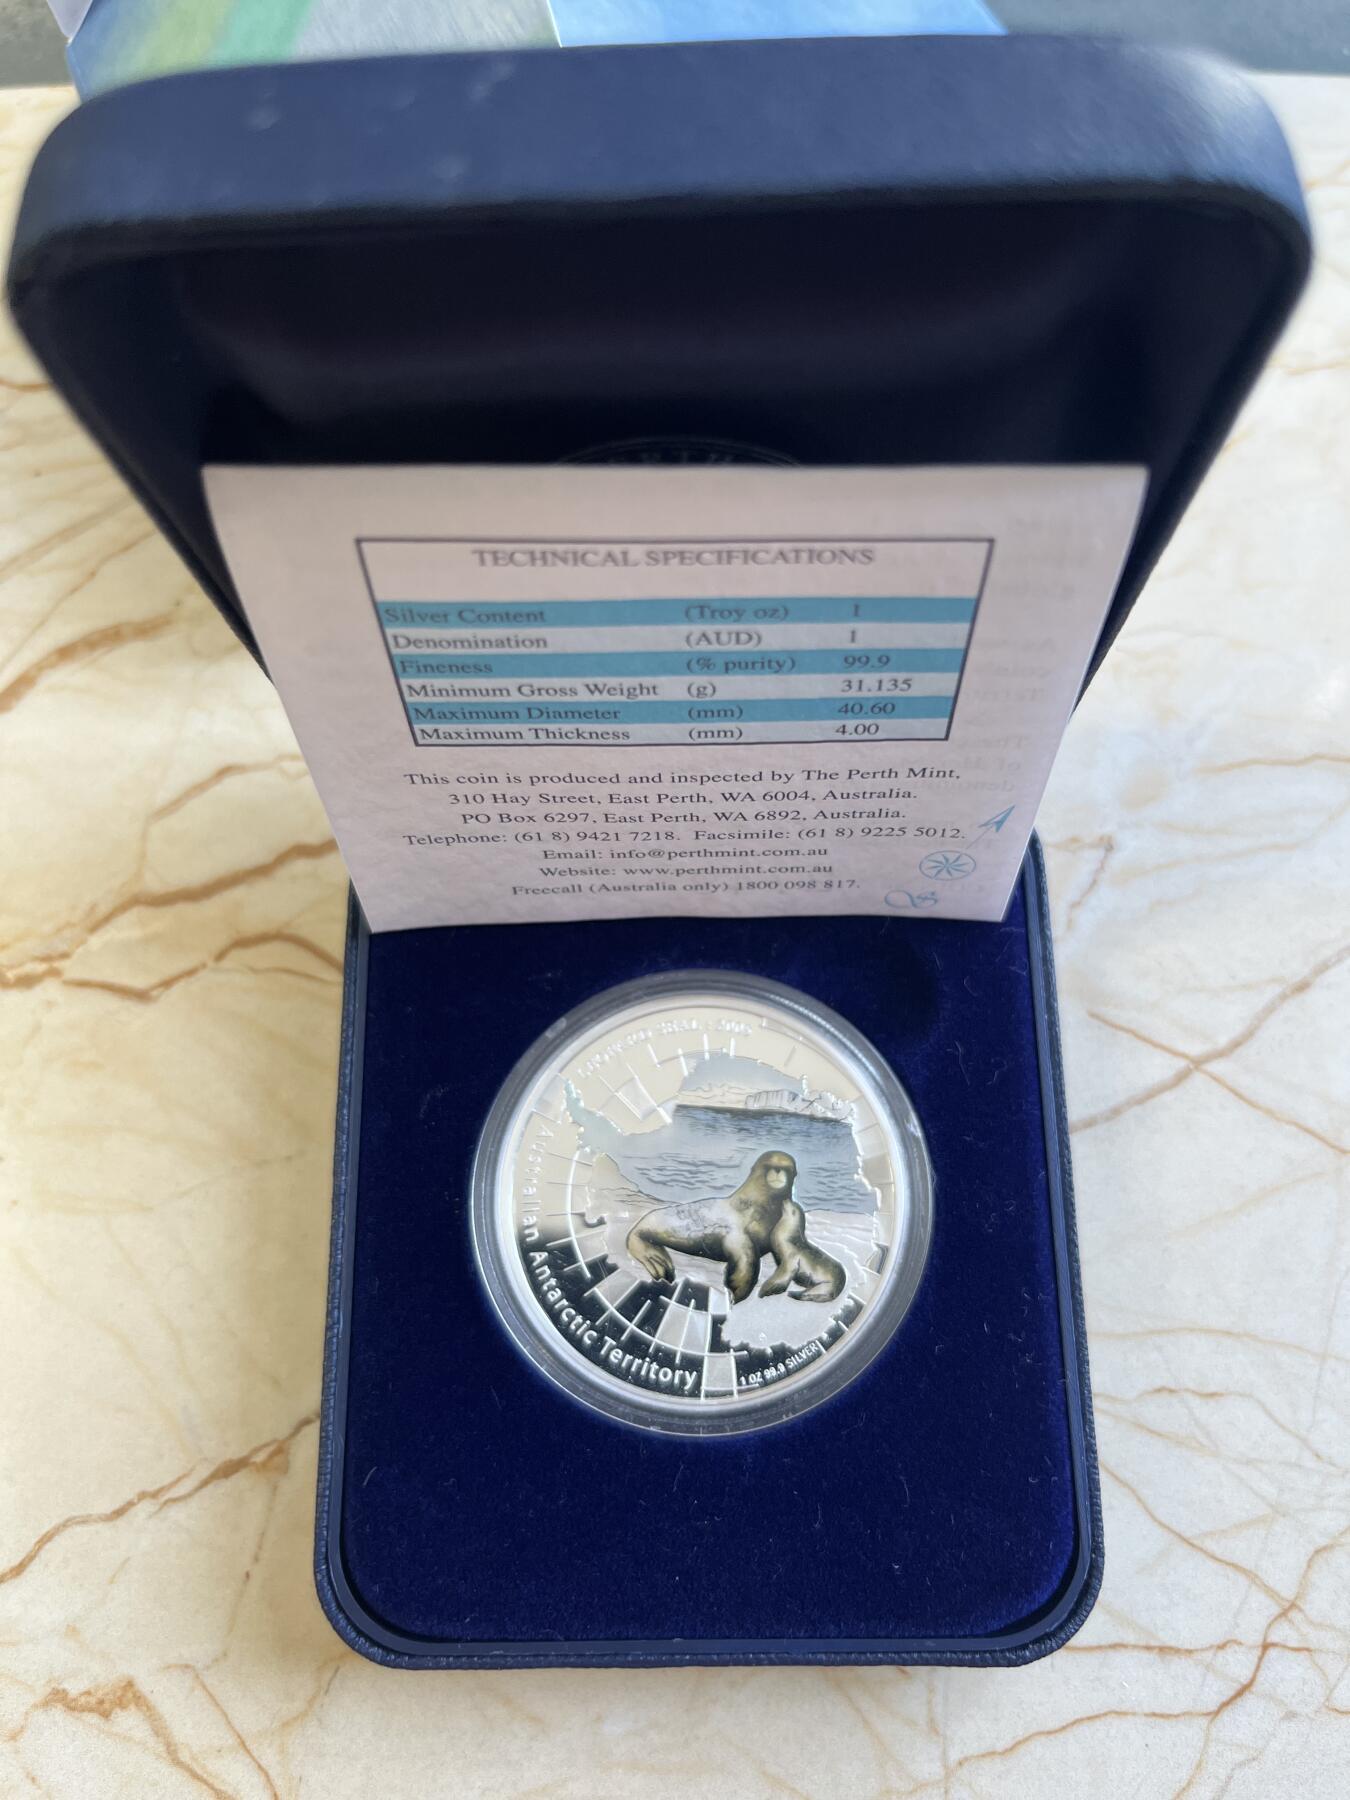 TECHNICAL SPECIFICATIONS
Silver Content (Troy oz) 1
Denomination (AUD) 1
Fineness (% purity) 99.9
Minimum Gross Weight (g) 31.135
Maximum Diameter (mm) 40.60
Maximum Thickness (mm) 4.00
This coin is produced and inspected by The Perth Mint,
310 Hay Street, East Perth, WA 6004, Australia.
PO Box 6297, East Perth, WA 6892, Australia.
Telephone: (61 8) 9421 7218. Facsimile: (61 8) 9225 5012.
Email: info@perthmint.com.au
Website: www.perthmint.com.au
Freecall (Australia only) 1800 098 817.
LEOPARD SEAL : 2005
Australian Antarctic Territory
1 OZ 99.9 SILVER